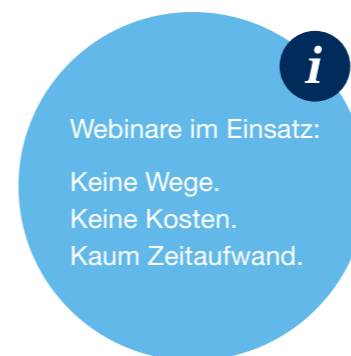 i
Webinare im Einsatz:
Keine Wege.
Keine Kosten.
Kaum Zeitaufwand.